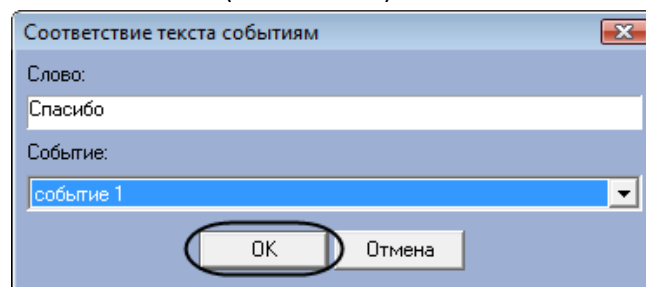 Соответствие текста событиям
Слово:
Спасибо
Событие:
событие 1
OK Отмена